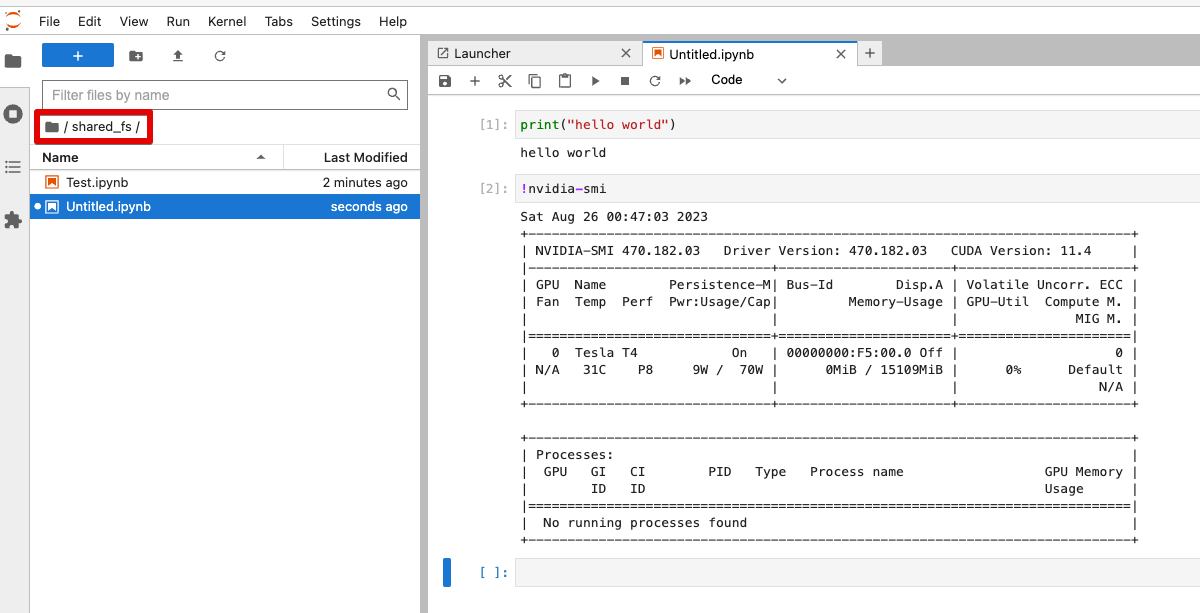 File Edit View Run Kernel Tabs Settings Help
+
Filter files by name
/ shared_fs /
Name Last Modified
Test.ipynb 2 minutes ago
Untitled.ipynb seconds ago
Launcher Untitled.ipynb
Code
[1]: print("hello world")
hello world
[2]: !nvidia-smi
Sat Aug 26 00:47:03 2023
+-----------------------------------------------------------------------------+
| NVIDIA-SMI 470.182.03   Driver Version: 470.182.03   CUDA Version: 11.4     |
|-------------------------------+----------------------+----------------------+
| GPU  Name        Persistence-M| Bus-Id        Disp.A | Volatile Uncorr. ECC |
| Fan  Temp  Perf  Pwr:Usage/Cap|         Memory-Usage | GPU-Util  Compute M. |
|                               |                      |               MIG M. |
|===============================+======================+======================|
|   0  Tesla T4            On   | 00000000:F5:00.0 Off |                    0 |
| N/A   31C    P8     9W /  70W |      0MiB / 15109MiB |      0%      Default |
|                               |                      |                  N/A |
+-------------------------------+----------------------+----------------------+
+-----------------------------------------------------------------------------+
| Processes:                                                                  |
|  GPU   GI   CI        PID   Type   Process name                  GPU Memory |
|        ID   ID                                                   Usage      |
|=============================================================================|
|  No running processes found                                                 |
+-----------------------------------------------------------------------------+
[ ]: